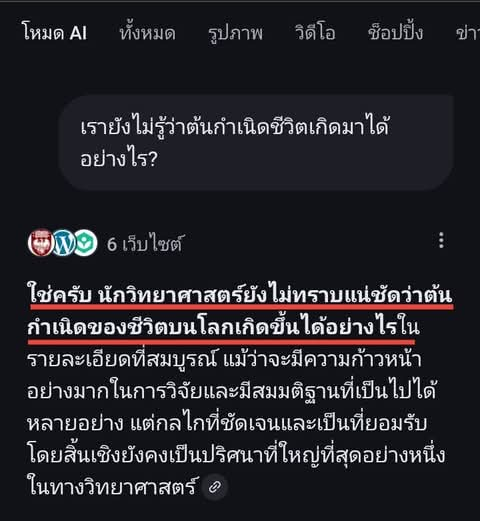 โหมด AI ทั้งหมด รูปภาพ วิดีโอ ช็อปปิ้ง ข่าว
เรายังไม่รู้ว่าต้นกำเนิดชีวิตเกิดมาได้
อย่างไร?
6 เว็บไซต์
ใช่ครับ นักวิทยาศาสตร์ยังไม่ทราบแน่ชัดว่าต้น
กำเนิดของชีวิตบนโลกเกิดขึ้นได้อย่างไรใน
รายละเอียดที่สมบูรณ์ แม้ว่าจะมีความก้าวหน้า
อย่างมากในการวิจัยและมีสมมติฐานที่เป็นไปได้
หลายอย่าง แต่กลไกที่ชัดเจนและเป็นที่ยอมรับ
โดยสิ้นเชิงยังคงเป็นปริศนาที่ใหญ่ที่สุดอย่างหนึ่ง
ในทางวิทยาศาสตร์